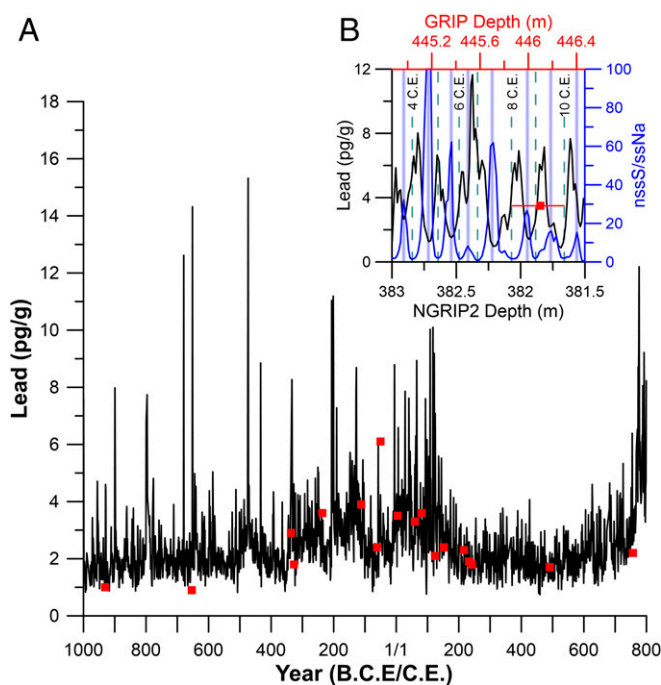 A
B
GRIP Depth (m)
445.2 445.6 446 446.4
12
8
4
0
Lead (pg/g)
4 C.E.
6 C.E.
8 C.E.
10 C.E.
100
80
60
40
20
0
nssS/ssNa
383 382.5 382 381.5
NGRIP2 Depth (m)
18
16
14
12
10
8
6
4
2
0
Lead (pg/g)
1000 800 600 400 200 1/1 200 400 600 800
Year (B.C.E/C.E.)